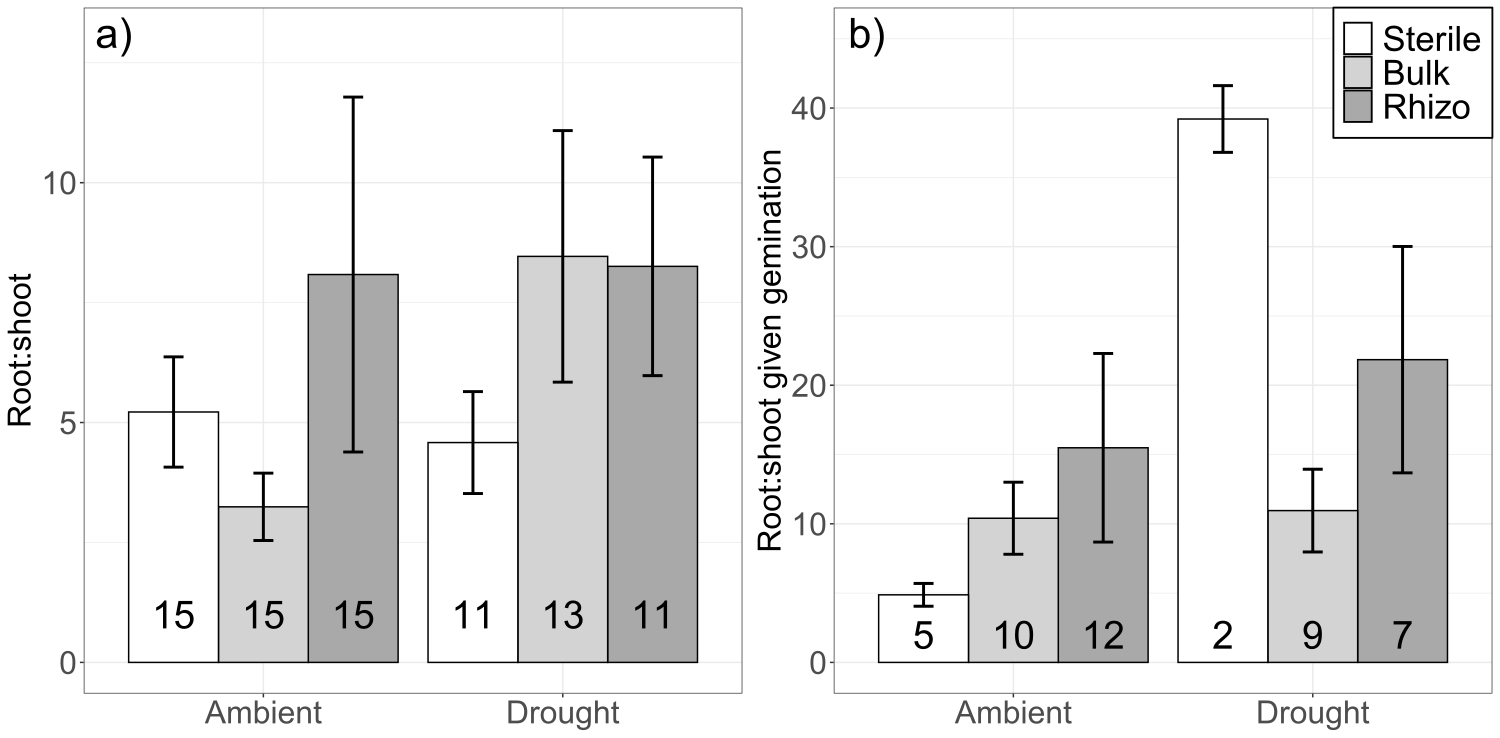 a)
Root:shoot
10
5
0
15 15 15 11 13 11
Ambient Drought
b)
Sterile
Bulk
Rhizo
Root:shoot given gemination
40
30
20
10
0
5 10 12 2 9 7
Ambient Drought